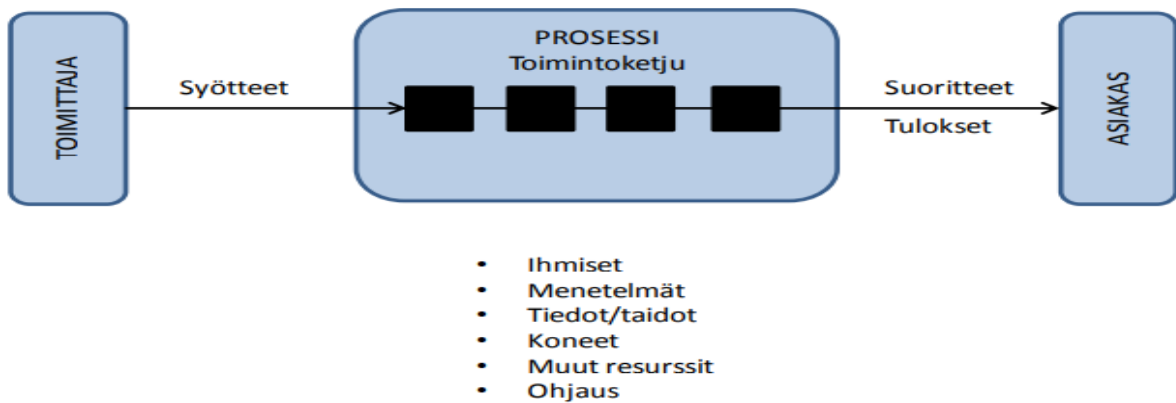 TOIMITTAJA
Syötteet
PROSESSI
Toimintoketju
Suoritteet
Tulokset
ASIAKAS
• Ihmiset
• Menetelmät
• Tiedot/taidot
• Koneet
• Muut resurssit
• Ohjaus